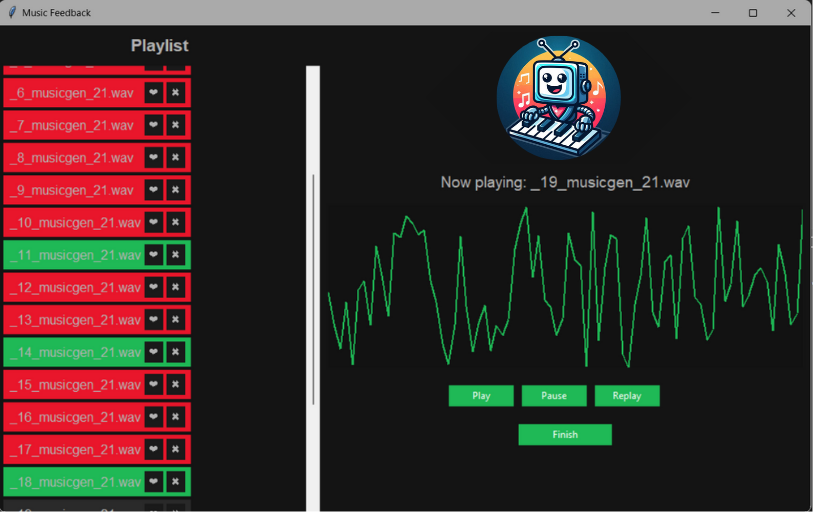 Music Feedback
Playlist
_6_musicgen_21.wav ❤ ✖
_7_musicgen_21.wav ❤ ✖
_8_musicgen_21.wav ❤ ✖
_9_musicgen_21.wav ❤ ✖
_10_musicgen_21.wav ❤ ✖
_11_musicgen_21.wav ❤ ✖
_12_musicgen_21.wav ❤ ✖
_13_musicgen_21.wav ❤ ✖
_14_musicgen_21.wav ❤ ✖
_15_musicgen_21.wav ❤ ✖
_16_musicgen_21.wav ❤ ✖
_17_musicgen_21.wav ❤ ✖
_18_musicgen_21.wav ❤ ✖
Now playing: _19_musicgen_21.wav
Play Pause Replay
Finish